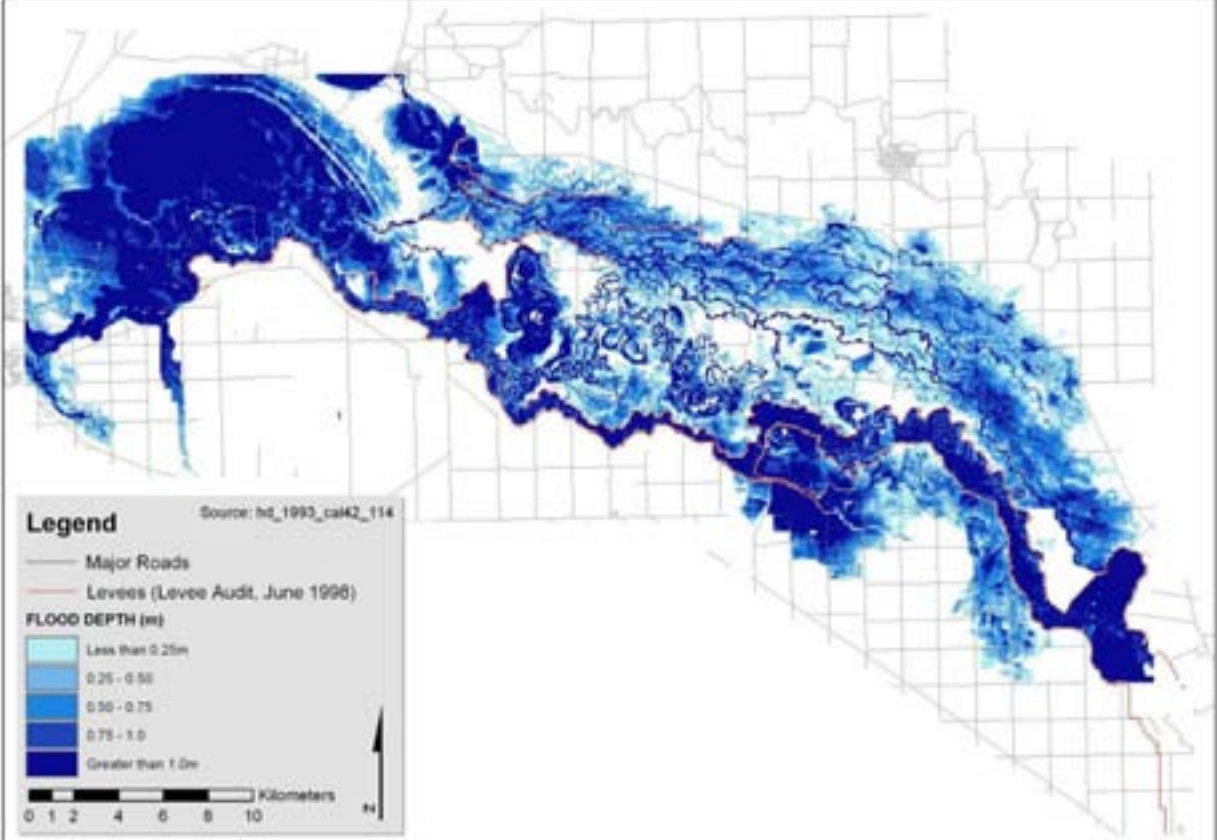 Legend
Source: hd_1993_cal42_114
Major Roads
Levees (Levee Audit, June 1998)
FLOOD DEPTH (m)
Less than 0.25m
0.25 - 0.50
0.50 - 0.75
0.75 - 1.0
Greater than 1.0m
Kilometers
0 1 2 4 6 8 10
N